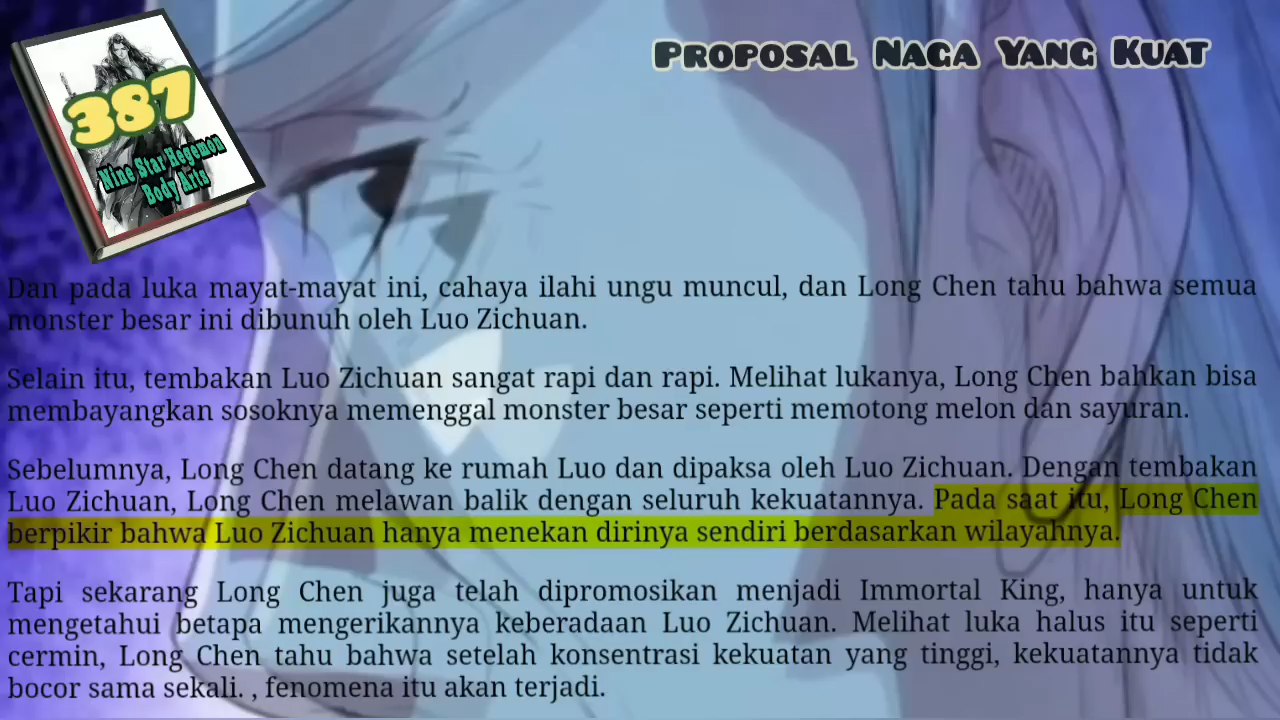 387
Nine Star Hegemon
Body Arts
Proposal Naga Yang Kuat
Dan pada luka mayat-mayat ini, cahaya ilahi ungu muncul, dan Long Chen tahu bahwa semua
monster besar ini dibunuh oleh Luo Zichuan.
Selain itu, tembakan Luo Zichuan sangat rapi dan rapi. Melihat lukanya, Long Chen bahkan bisa
membayangkan sosoknya memenggal monster besar seperti memotong melon dan sayuran.
Sebelumnya, Long Chen datang ke rumah Luo dan dipaksa oleh Luo Zichuan. Dengan tembakan
Luo Zichuan, Long Chen melawan balik dengan seluruh kekuatannya. Pada saat itu, Long Chen
berpikir bahwa Luo Zichuan hanya menekan dirinya sendiri berdasarkan wilayahnya.
Tapi sekarang Long Chen juga telah dipromosikan menjadi Immortal King, hanya untuk
mengetahui betapa mengerikannya keberadaan Luo Zichuan. Melihat luka halus itu seperti
cermin, Long Chen tahu bahwa setelah konsentrasi kekuatan yang tinggi, kekuatannya tidak
bocor sama sekali. , fenomena itu akan terjadi.